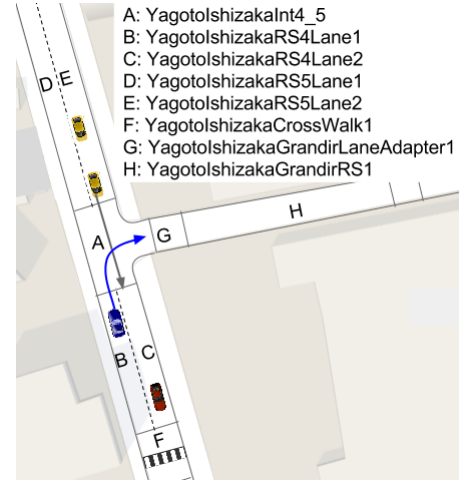 A: YagotoIshizakaInt4_5
B: YagotoIshizakaRS4Lane1
C: YagotoIshizakaRS4Lane2
D: YagotoIshizakaRS5Lane1
E: YagotoIshizakaRS5Lane2
F: YagotoIshizakaCrossWalk1
G: YagotoIshizakaGrandirLaneAdapter1
H: YagotoIshizakaGrandirRS1
D E
H
A G
B C
F